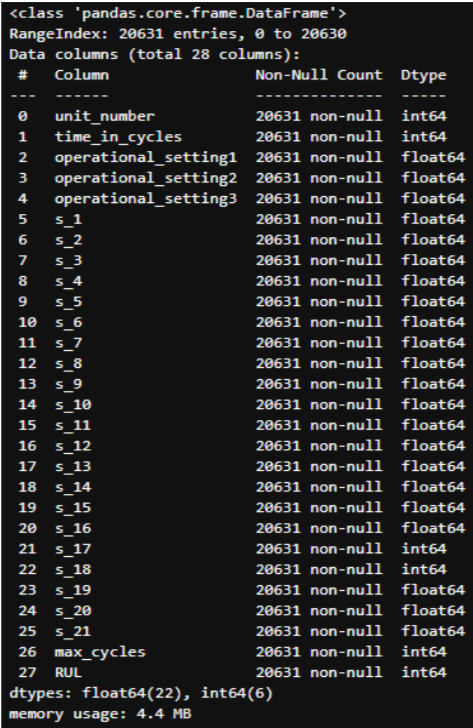 <class 'pandas.core.frame.DataFrame'>
RangeIndex: 20631 entries, 0 to 20630
Data columns (total 28 columns):
 #   Column               Non-Null Count  Dtype
---  ------               --------------  -----
 0   unit_number          20631 non-null  int64
 1   time_in_cycles       20631 non-null  int64
 2   operational_setting1 20631 non-null  float64
 3   operational_setting2 20631 non-null  float64
 4   operational_setting3 20631 non-null  float64
 5   s_1                  20631 non-null  float64
 6   s_2                  20631 non-null  float64
 7   s_3                  20631 non-null  float64
 8   s_4                  20631 non-null  float64
 9   s_5                  20631 non-null  float64
 10  s_6                  20631 non-null  float64
 11  s_7                  20631 non-null  float64
 12  s_8                  20631 non-null  float64
 13  s_9                  20631 non-null  float64
 14  s_10                 20631 non-null  float64
 15  s_11                 20631 non-null  float64
 16  s_12                 20631 non-null  float64
 17  s_13                 20631 non-null  float64
 18  s_14                 20631 non-null  float64
 19  s_15                 20631 non-null  float64
 20  s_16                 20631 non-null  float64
 21  s_17                 20631 non-null  int64
 22  s_18                 20631 non-null  int64
 23  s_19                 20631 non-null  float64
 24  s_20                 20631 non-null  float64
 25  s_21                 20631 non-null  float64
 26  max_cycles           20631 non-null  int64
 27  RUL                  20631 non-null  int64
dtypes: float64(22), int64(6)
memory usage: 4.4 MB